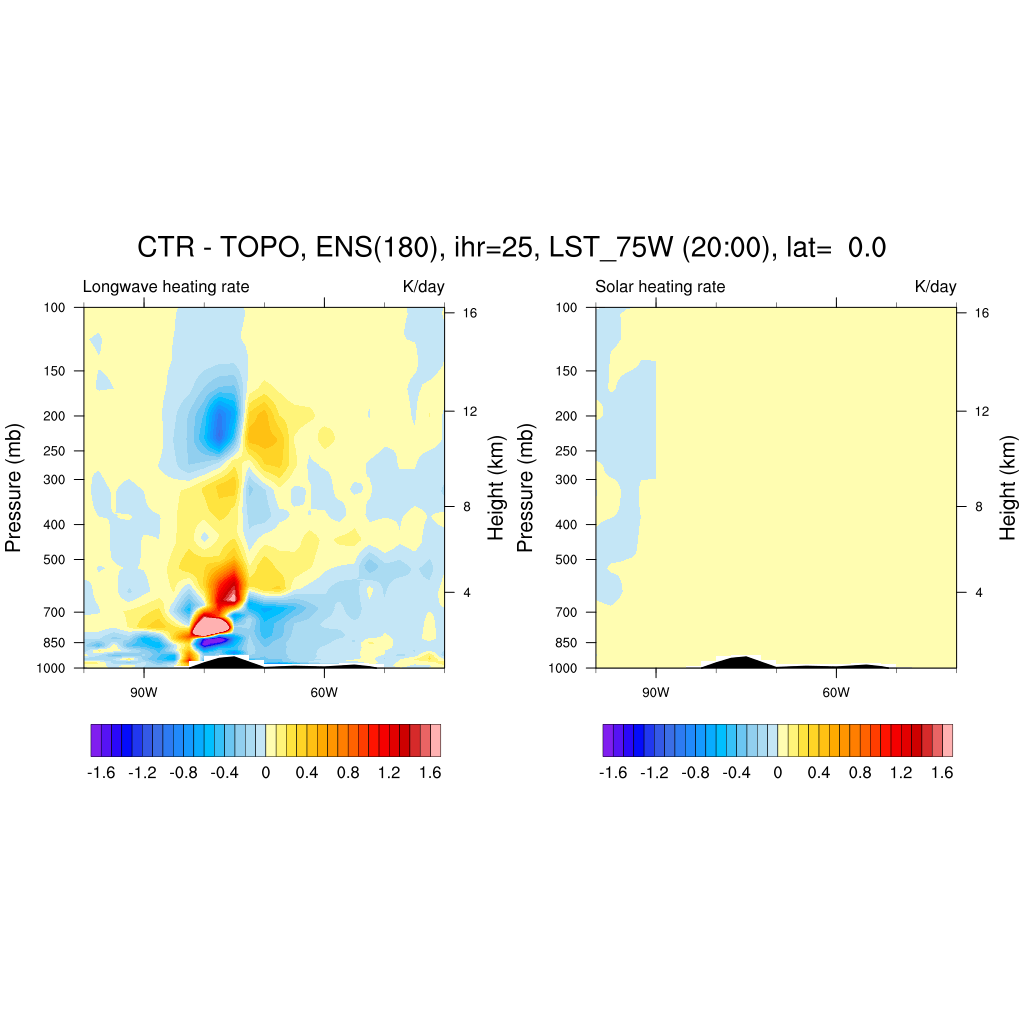 CTR - TOPO, ENS(180), ihr=25, LST_75W (20:00), lat=  0.0
Longwave heating rate K/day
100
150
200
250
300
400
500
700
850
1000
Pressure (mb)
16
12
8
4
Height (km)
90W 60W
-1.6 -1.2 -0.8 -0.4 0 0.4 0.8 1.2 1.6
Solar heating rate K/day
100
150
200
250
300
400
500
700
850
1000
Pressure (mb)
16
12
8
4
Height (km)
90W 60W
-1.6 -1.2 -0.8 -0.4 0 0.4 0.8 1.2 1.6